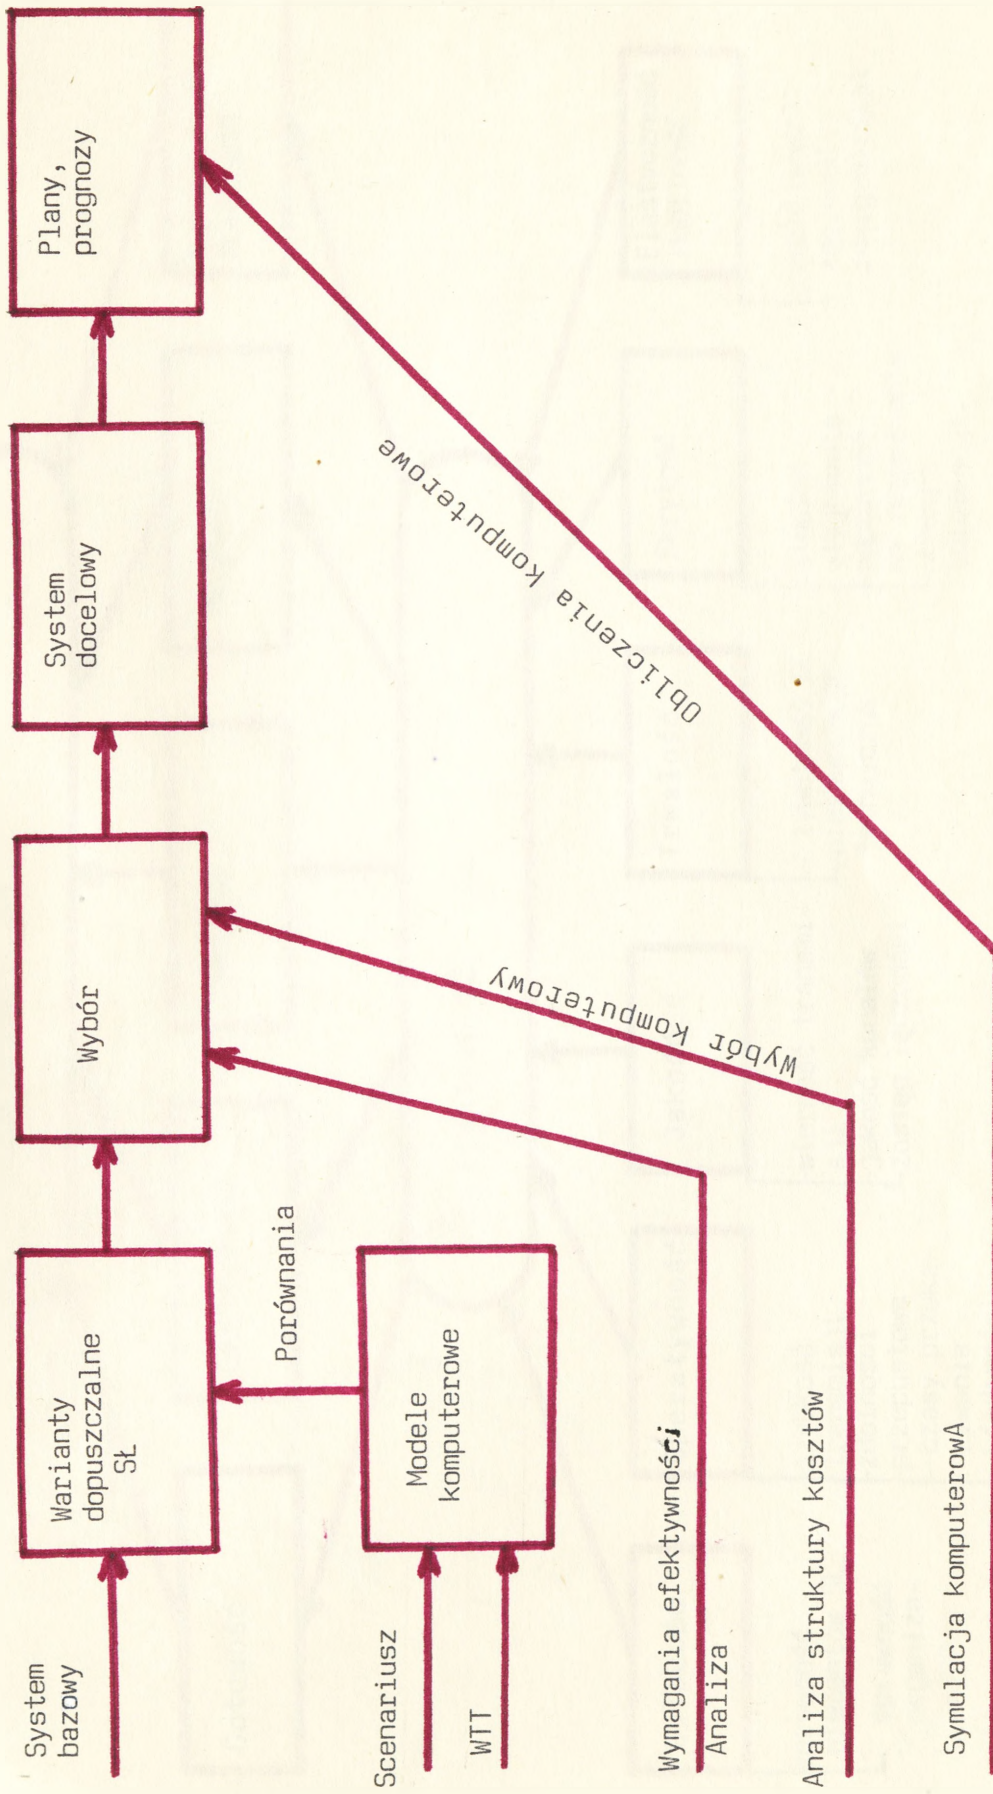 System
bazowy
Warianty
dopuszczalne
SŁ
Wybór
System
docelowy
Plany,
prognozy
Porównania
Scenariusz
WTT
Modele
komputerowe
Wymagania efektywności
Analiza
Wybór komputerowy
Analiza struktury kosztów
Obliczenia komputerowe
Symulacja komputerowA